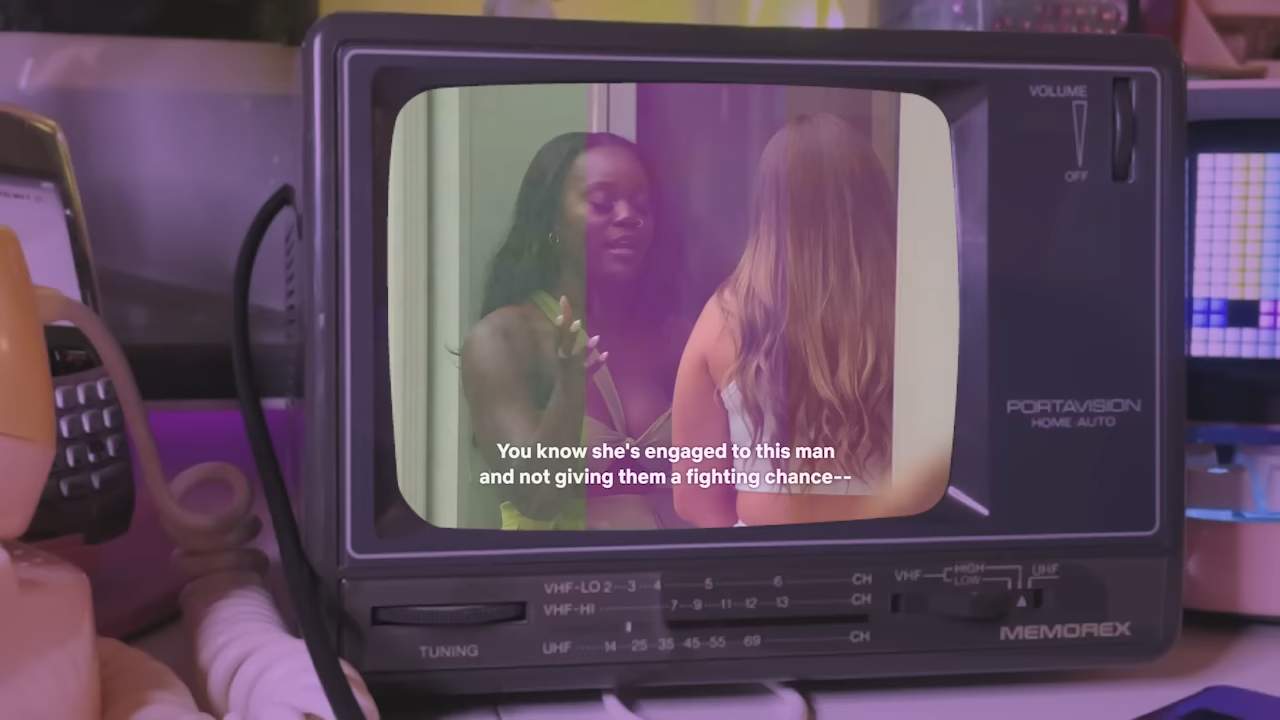 VOLUME
OFF
You know she's engaged to this man
and not giving them a fighting chance--
PORTAVISION
HOME·AUTO
VHF-LO 2 3 4 5 6 CH
VHF-HI 7 9 11 12 13 CH
UHF 14 25 35 45 55 69 CH
TUNING
VHF HIGH UHF
LOW
MEMOREX